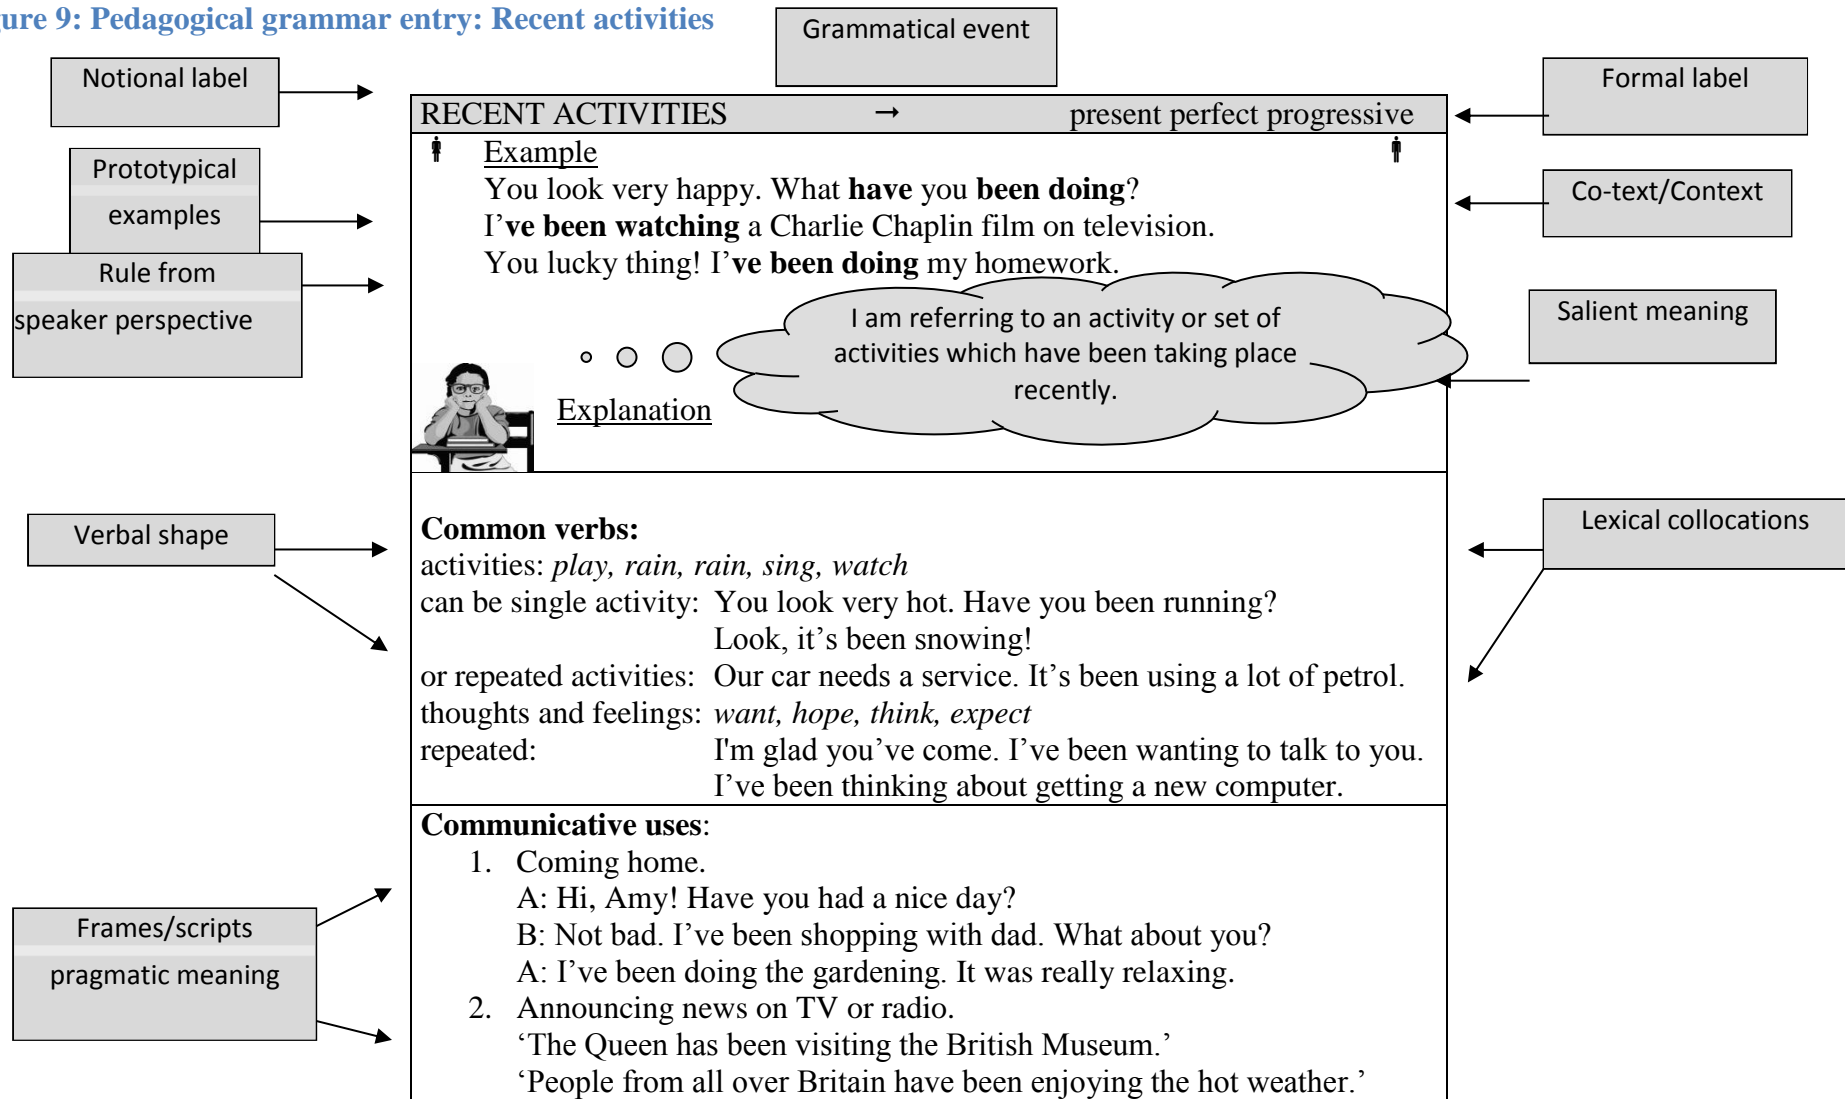 gure 9: Pedagogical grammar entry: Recent activities
Grammatical event
Notional label
Formal label
RECENT ACTIVITIES → present perfect progressive
Prototypical
examples
Example
You look very happy. What have you been doing?
I’ve been watching a Charlie Chaplin film on television.
You lucky thing! I’ve been doing my homework.
Co-text/Context
Rule from
speaker perspective
I am referring to an activity or set of
activities which have been taking place
recently.
Salient meaning
Explanation
Verbal shape
Lexical collocations
Common verbs:
activities: play, rain, rain, sing, watch
can be single activity: You look very hot. Have you been running?
Look, it’s been snowing!
or repeated activities: Our car needs a service. It’s been using a lot of petrol.
thoughts and feelings: want, hope, think, expect
repeated: I'm glad you’ve come. I’ve been wanting to talk to you.
I’ve been thinking about getting a new computer.
Communicative uses:
1. Coming home.
A: Hi, Amy! Have you had a nice day?
B: Not bad. I’ve been shopping with dad. What about you?
A: I’ve been doing the gardening. It was really relaxing.
2. Announcing news on TV or radio.
‘The Queen has been visiting the British Museum.’
‘People from all over Britain have been enjoying the hot weather.’
Frames/scripts
pragmatic meaning